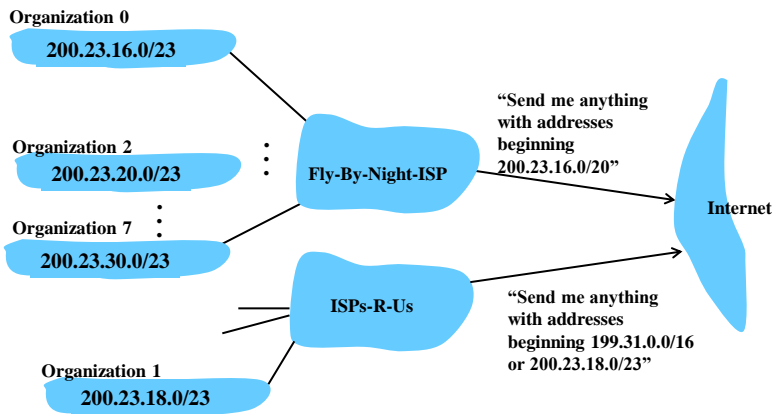 Organization 0
200.23.16.0/23
Organization 2
200.23.20.0/23
Organization 7
200.23.30.0/23
Fly-By-Night-ISP
“Send me anything
with addresses
beginning
200.23.16.0/20”
Internet
ISPs-R-Us
“Send me anything
with addresses
beginning 199.31.0.0/16
or 200.23.18.0/23”
Organization 1
200.23.18.0/23